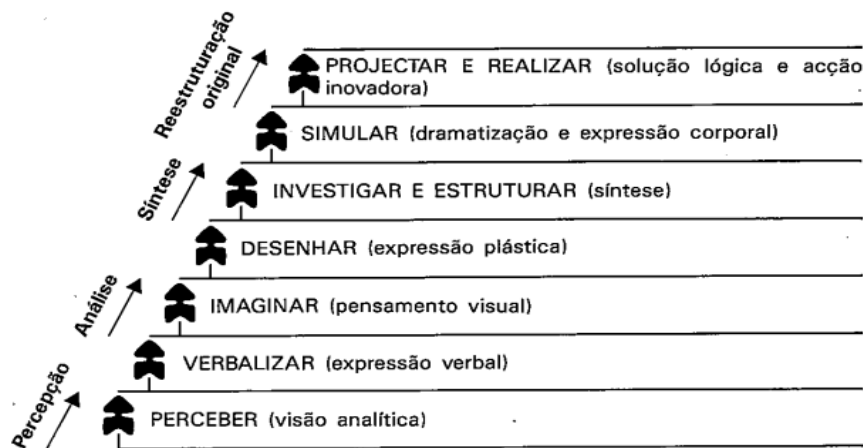 Reestruturação
original
PROJECTAR E REALIZAR (solução lógica e acção
inovadora)
SIMULAR (dramatização e expressão corporal)
Síntese
INVESTIGAR E ESTRUTURAR (síntese)
DESENHAR (expressão plástica)
Análise
IMAGINAR (pensamento visual)
VERBALIZAR (expressão verbal)
Percepção
PERCEBER (visão analítica)